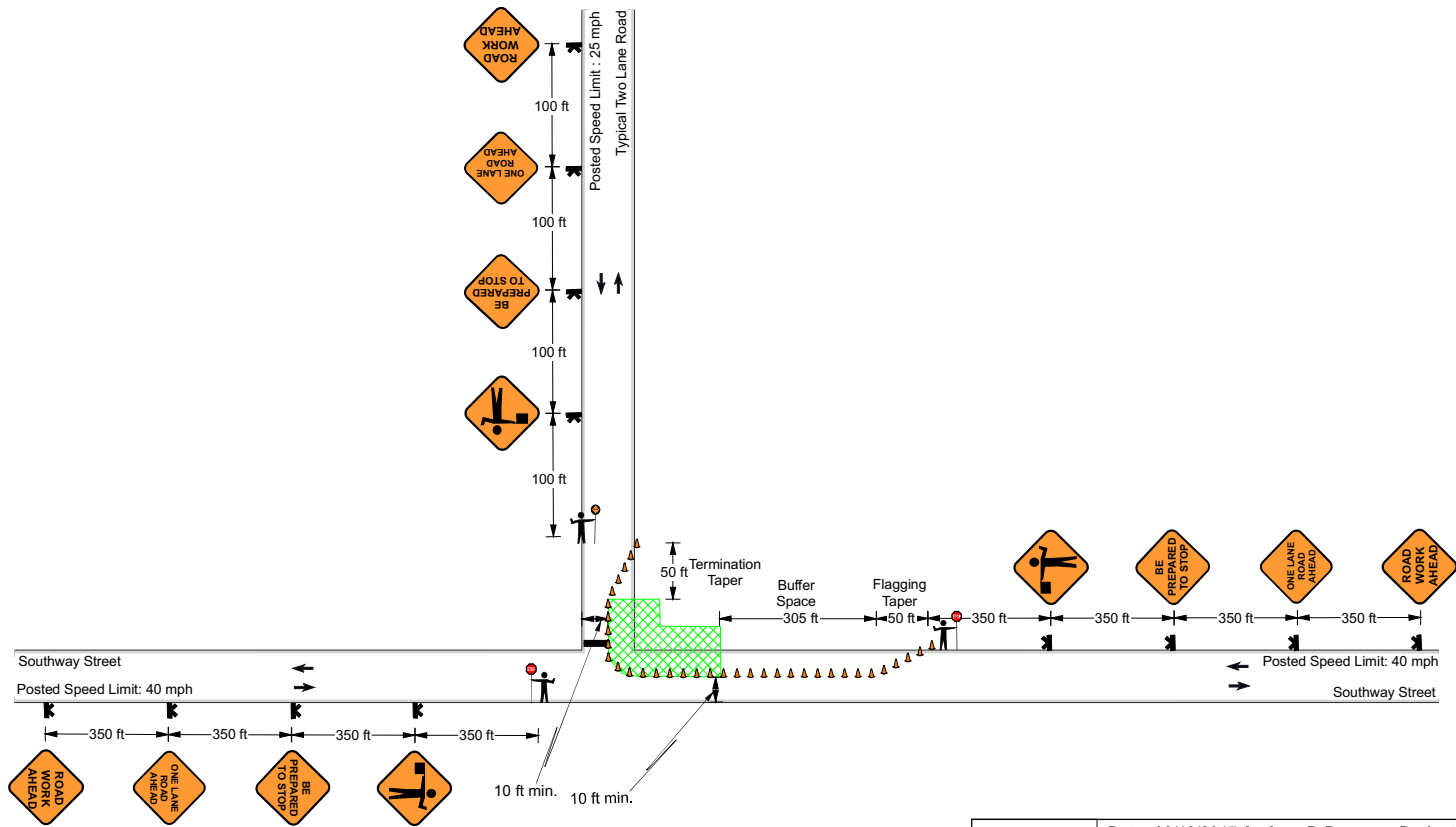 ROAD
WORK
AHEAD
100 ft
ONE LANE
ROAD
AHEAD
100 ft
BE
PREPARED
TO STOP
100 ft
100 ft
Posted Speed Limit : 25 mph
Typical Two Lane Road
50 ft
Termination
Taper
Buffer
Space
305 ft
Flagging
Taper
50 ft
350 ft
350 ft
350 ft
350 ft
BE
PREPARED
TO STOP
ONE LANE
ROAD
AHEAD
ROAD
WORK
AHEAD
Southway Street
Posted Speed Limit: 40 mph
Posted Speed Limit: 40 mph
Southway Street
350 ft
350 ft
350 ft
350 ft
ROAD
WORK
AHEAD
ONE LANE
ROAD
AHEAD
BE
PREPARED
TO STOP
10 ft min.
10 ft min.